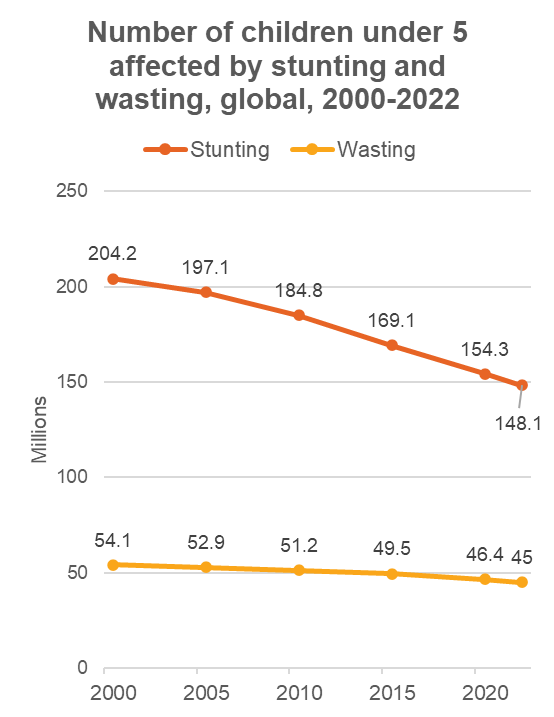 Number of children under 5
affected by stunting and
wasting, global, 2000-2022
Stunting Wasting
250
204.2
197.1
200
184.8
169.1
154.3
150
148.1
Millions
100
54.1 52.9 51.2 49.5 46.4 45
50
0
2000 2005 2010 2015 2020